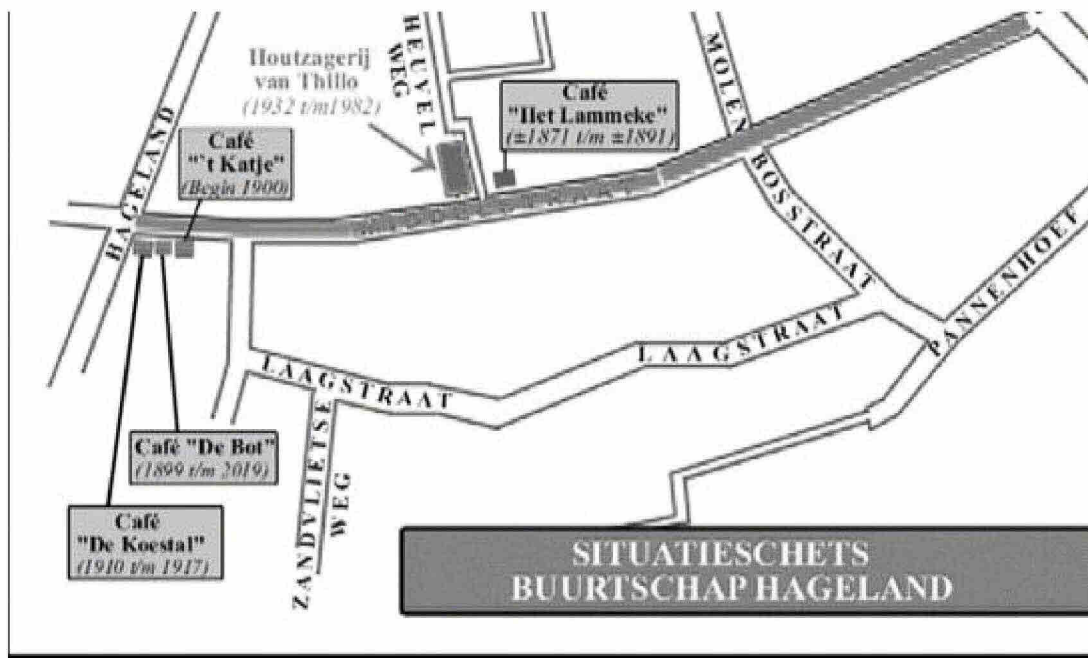 Houtzagerij
van Thillo
(1932 t/m1982)
HEUVEL
WEG
MOLEN
Café
"Het Lammeke"
(±1871 t/m ±1891)
HAGELAND
Café
"'t Katje"
(Begin 1900)
MIDDELSTRAAT
BOSSTRAAT
PANNENHOEF
LAAGSTRAAT
LAAGSTRAAT
ZANDVLIETSE
WEG
Café "De Bot"
(1899 t/m 2019)
Café
"De Koestal"
(1910 t/m 1917)
SITUATIESCHETS
BUURTSCHAP HAGELAND